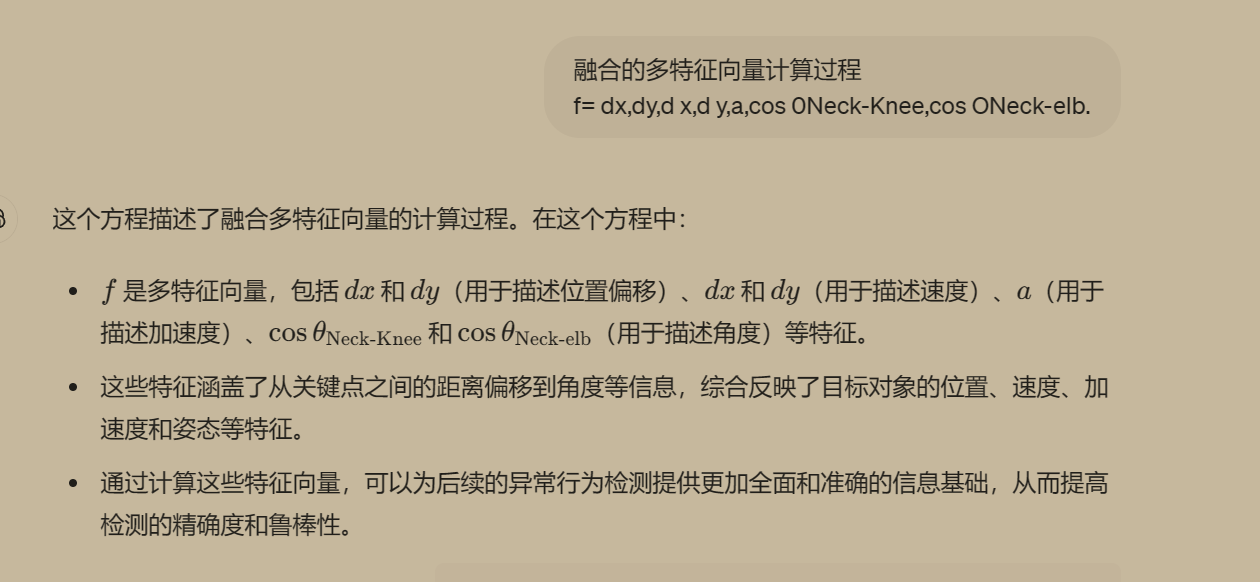 融合的多特征向量计算过程
f= dx,dy,d x,d y,a,cos 0Neck-Knee,cos ONeck-elb.
这个方程描述了融合多特征向量的计算过程。在这个方程中：
• f 是多特征向量，包括 dx 和 dy（用于描述位置偏移）、dx 和 dy（用于描述速度）、a（用于
描述加速度）、cos θNeck-Knee 和 cos θNeck-elb（用于描述角度）等特征。
• 这些特征涵盖了从关键点之间的距离偏移到角度等信息，综合反映了目标对象的位置、速度、加
速度和姿态等特征。
• 通过计算这些特征向量，可以为后续的异常行为检测提供更加全面和准确的信息基础，从而提高
检测的精确度和鲁棒性。